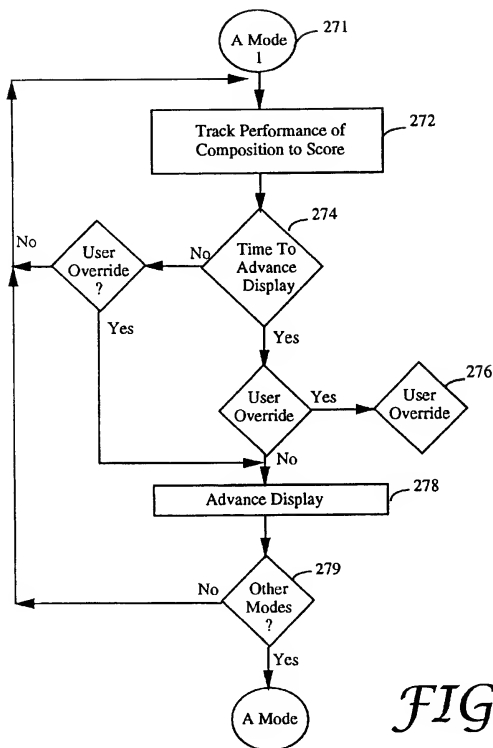 A Mode
1
271
Track Performance of
Composition to Score
272
274
No
User
Override
?
No
Time To
Advance
Display
Yes
Yes
User
Override
Yes
User
Override
276
No
Advance Display
278
No
Other
Modes
?
279
Yes
A Mode
FIG